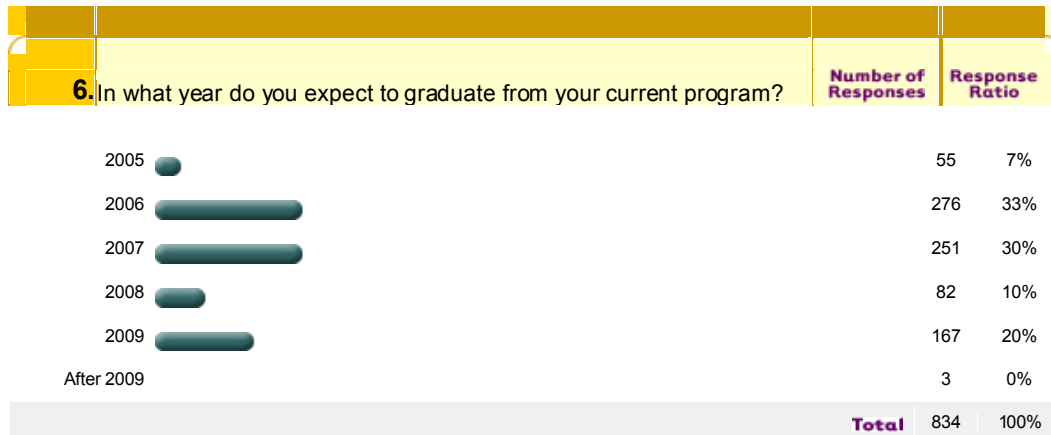 6. In what year do you expect to graduate from your current program? Number of Responses Response Ratio
2005 55 7%
2006 276 33%
2007 251 30%
2008 82 10%
2009 167 20%
After 2009 3 0%
Total 834 100%